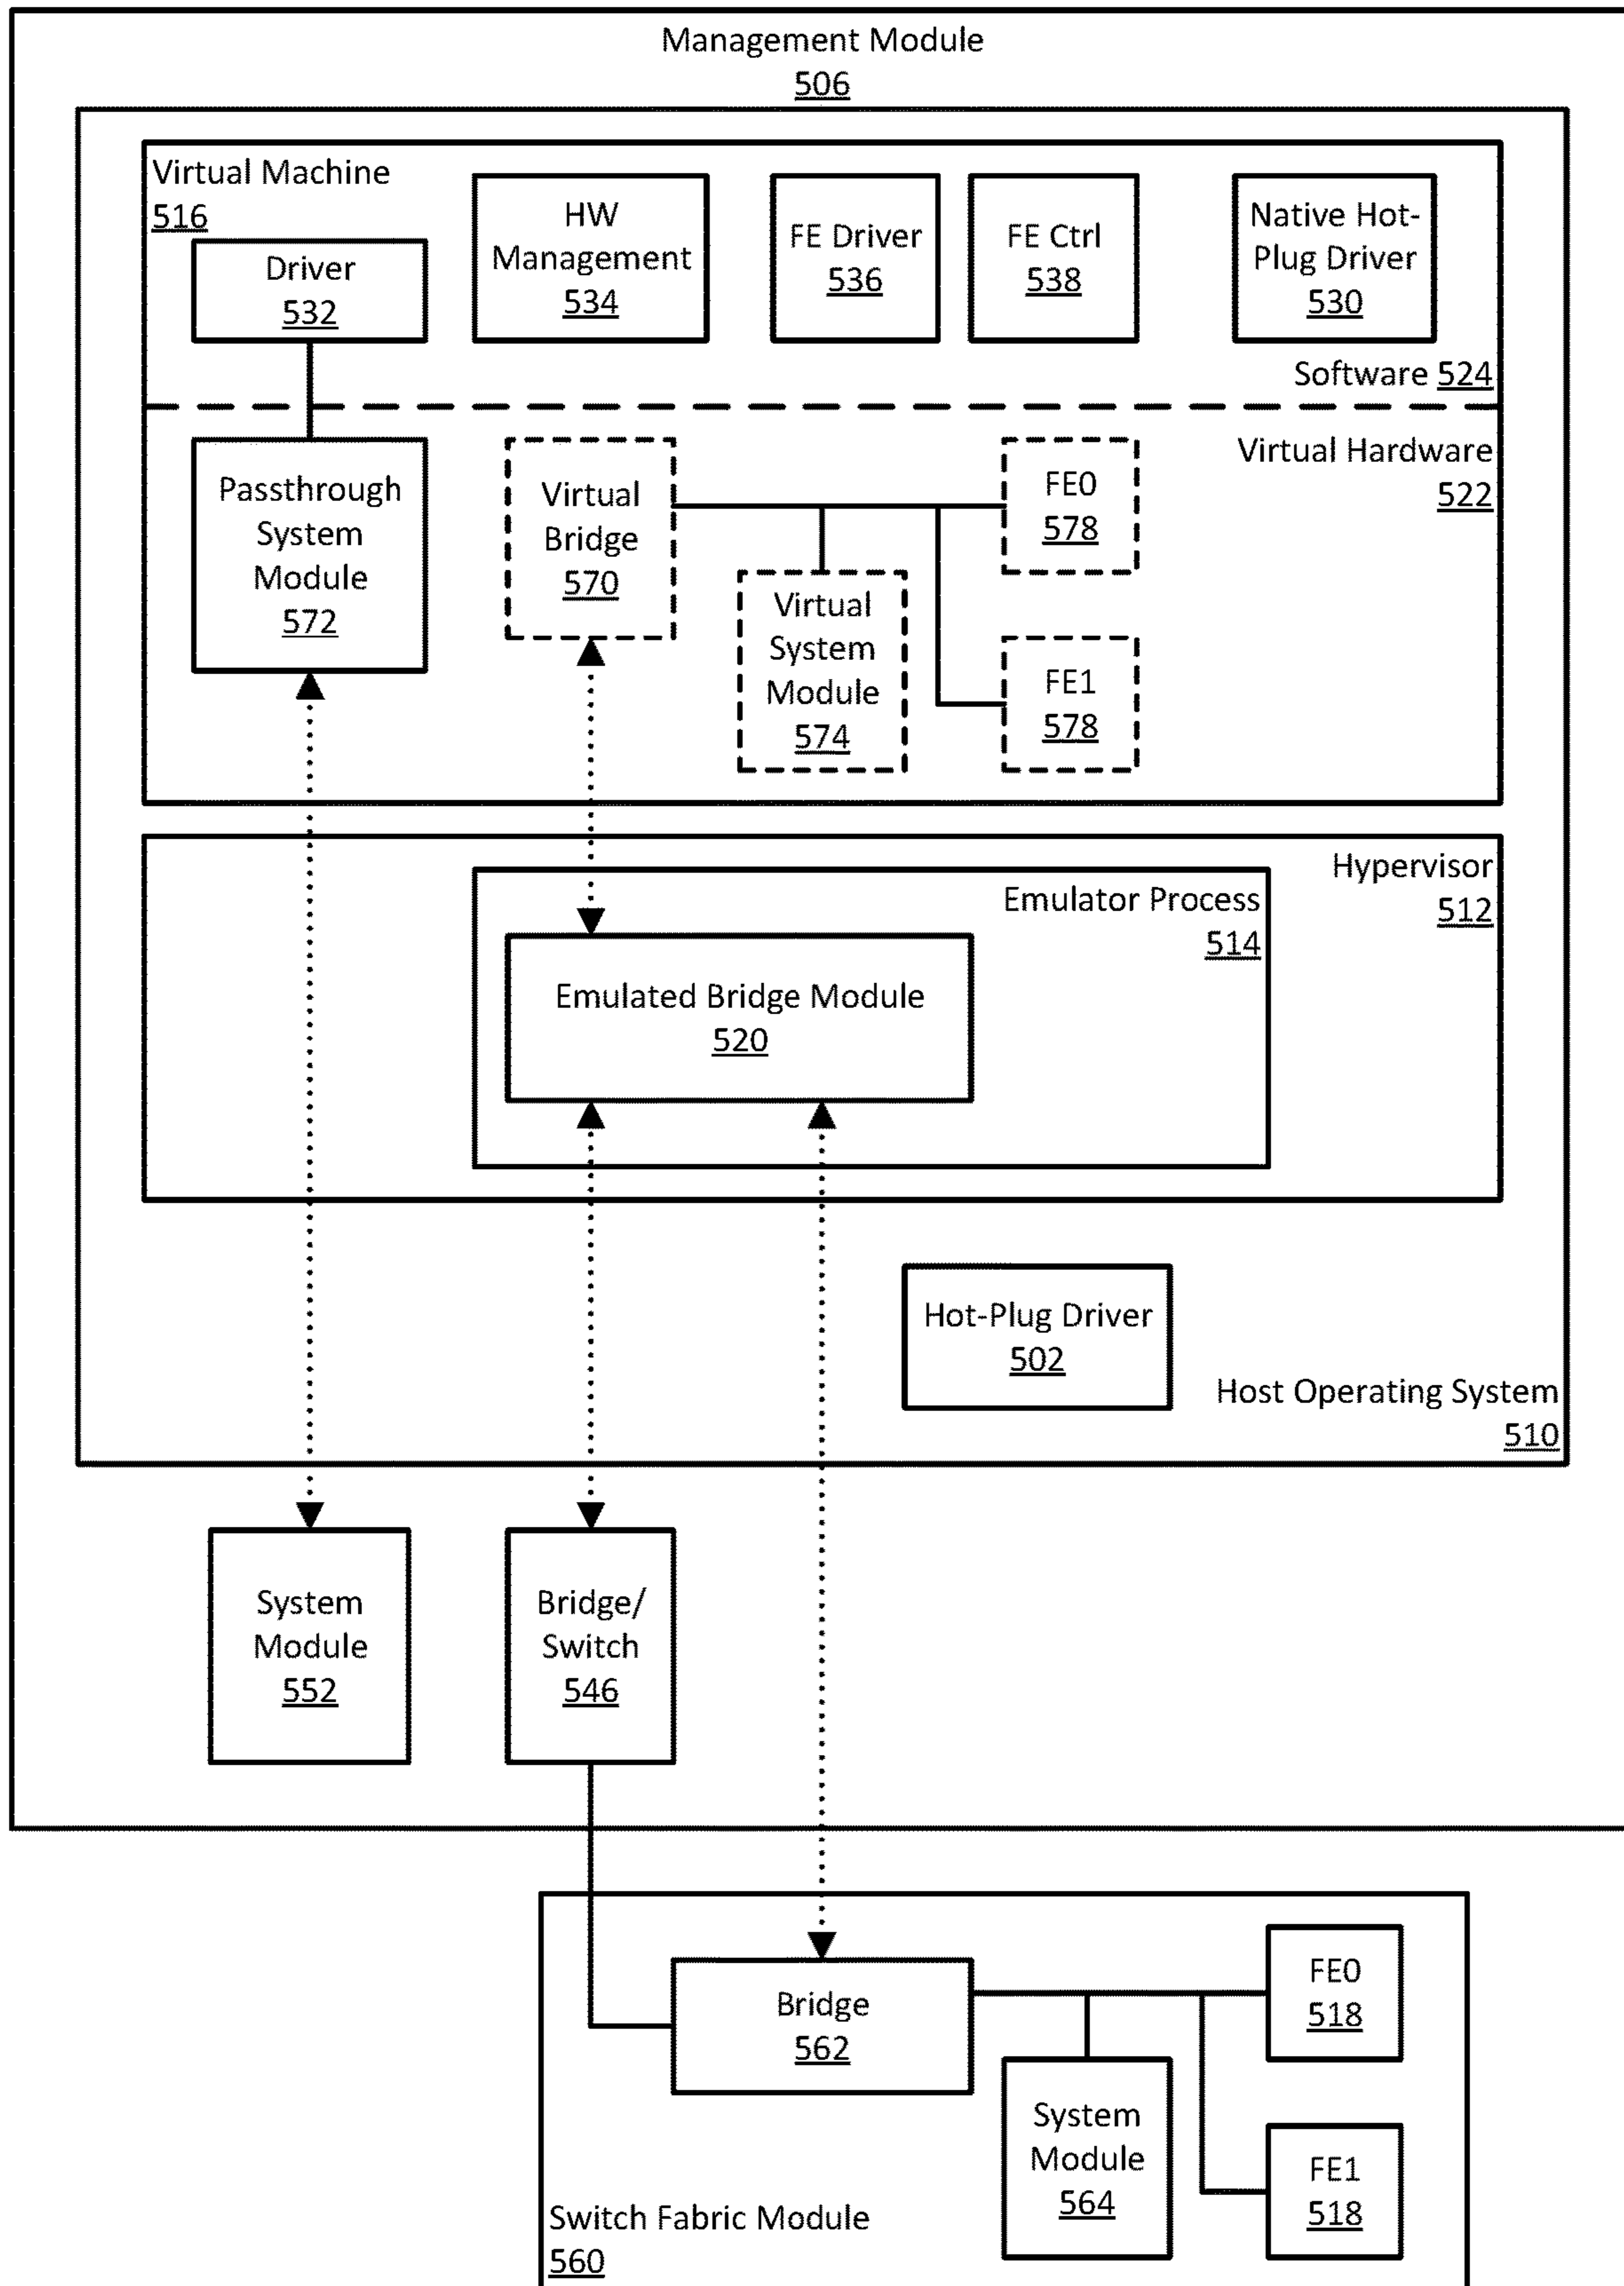 Management Module
506
Virtual Machine
516
Driver
532
HW
Management
534
FE Driver
536
FE Ctrl
538
Native Hot-
Plug Driver
530
Software 524
Passthrough
System
Module
572
Virtual
Bridge
570
Virtual
System
Module
574
FE0
578
FE1
578
Virtual Hardware
522
Hypervisor
512
Emulator Process
514
Emulated Bridge Module
520
Hot-Plug Driver
502
Host Operating System
510
System
Module
552
Bridge/
Switch
546
Bridge
562
System
Module
564
FE0
518
FE1
518
Switch Fabric Module
560